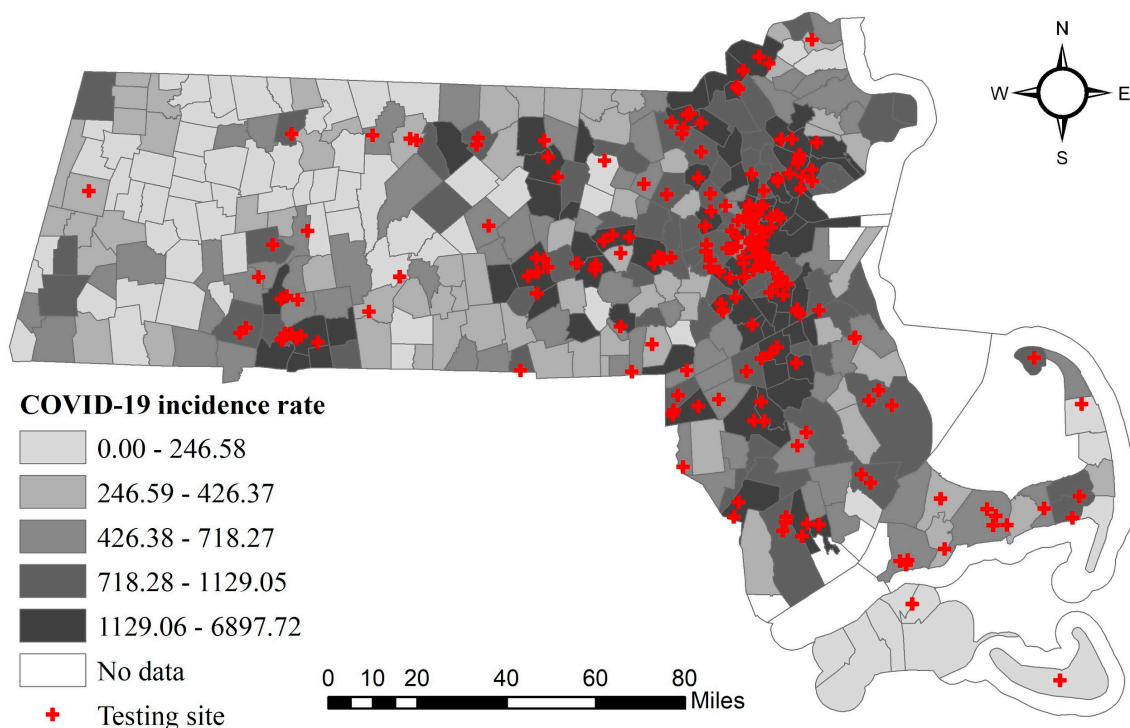 N
W E
S
COVID-19 incidence rate
0.00 - 246.58
246.59 - 426.37
426.38 - 718.27
718.28 - 1129.05
1129.06 - 6897.72
No data
Testing site
0 10 20 40 60 80
Miles